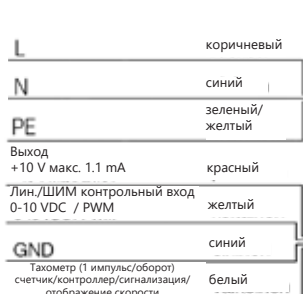 L коричневый
N синий
зеленый/
PE желтый
Выход
+10 V макс. 1.1 mA красный
Лин./ШИМ контрольный вход
0-10 VDC / PWM желтый
GND синий
Тахометр (1 импульс/оборот)
счетчик/контроллер/сигнализация/ белый
отображение скорости